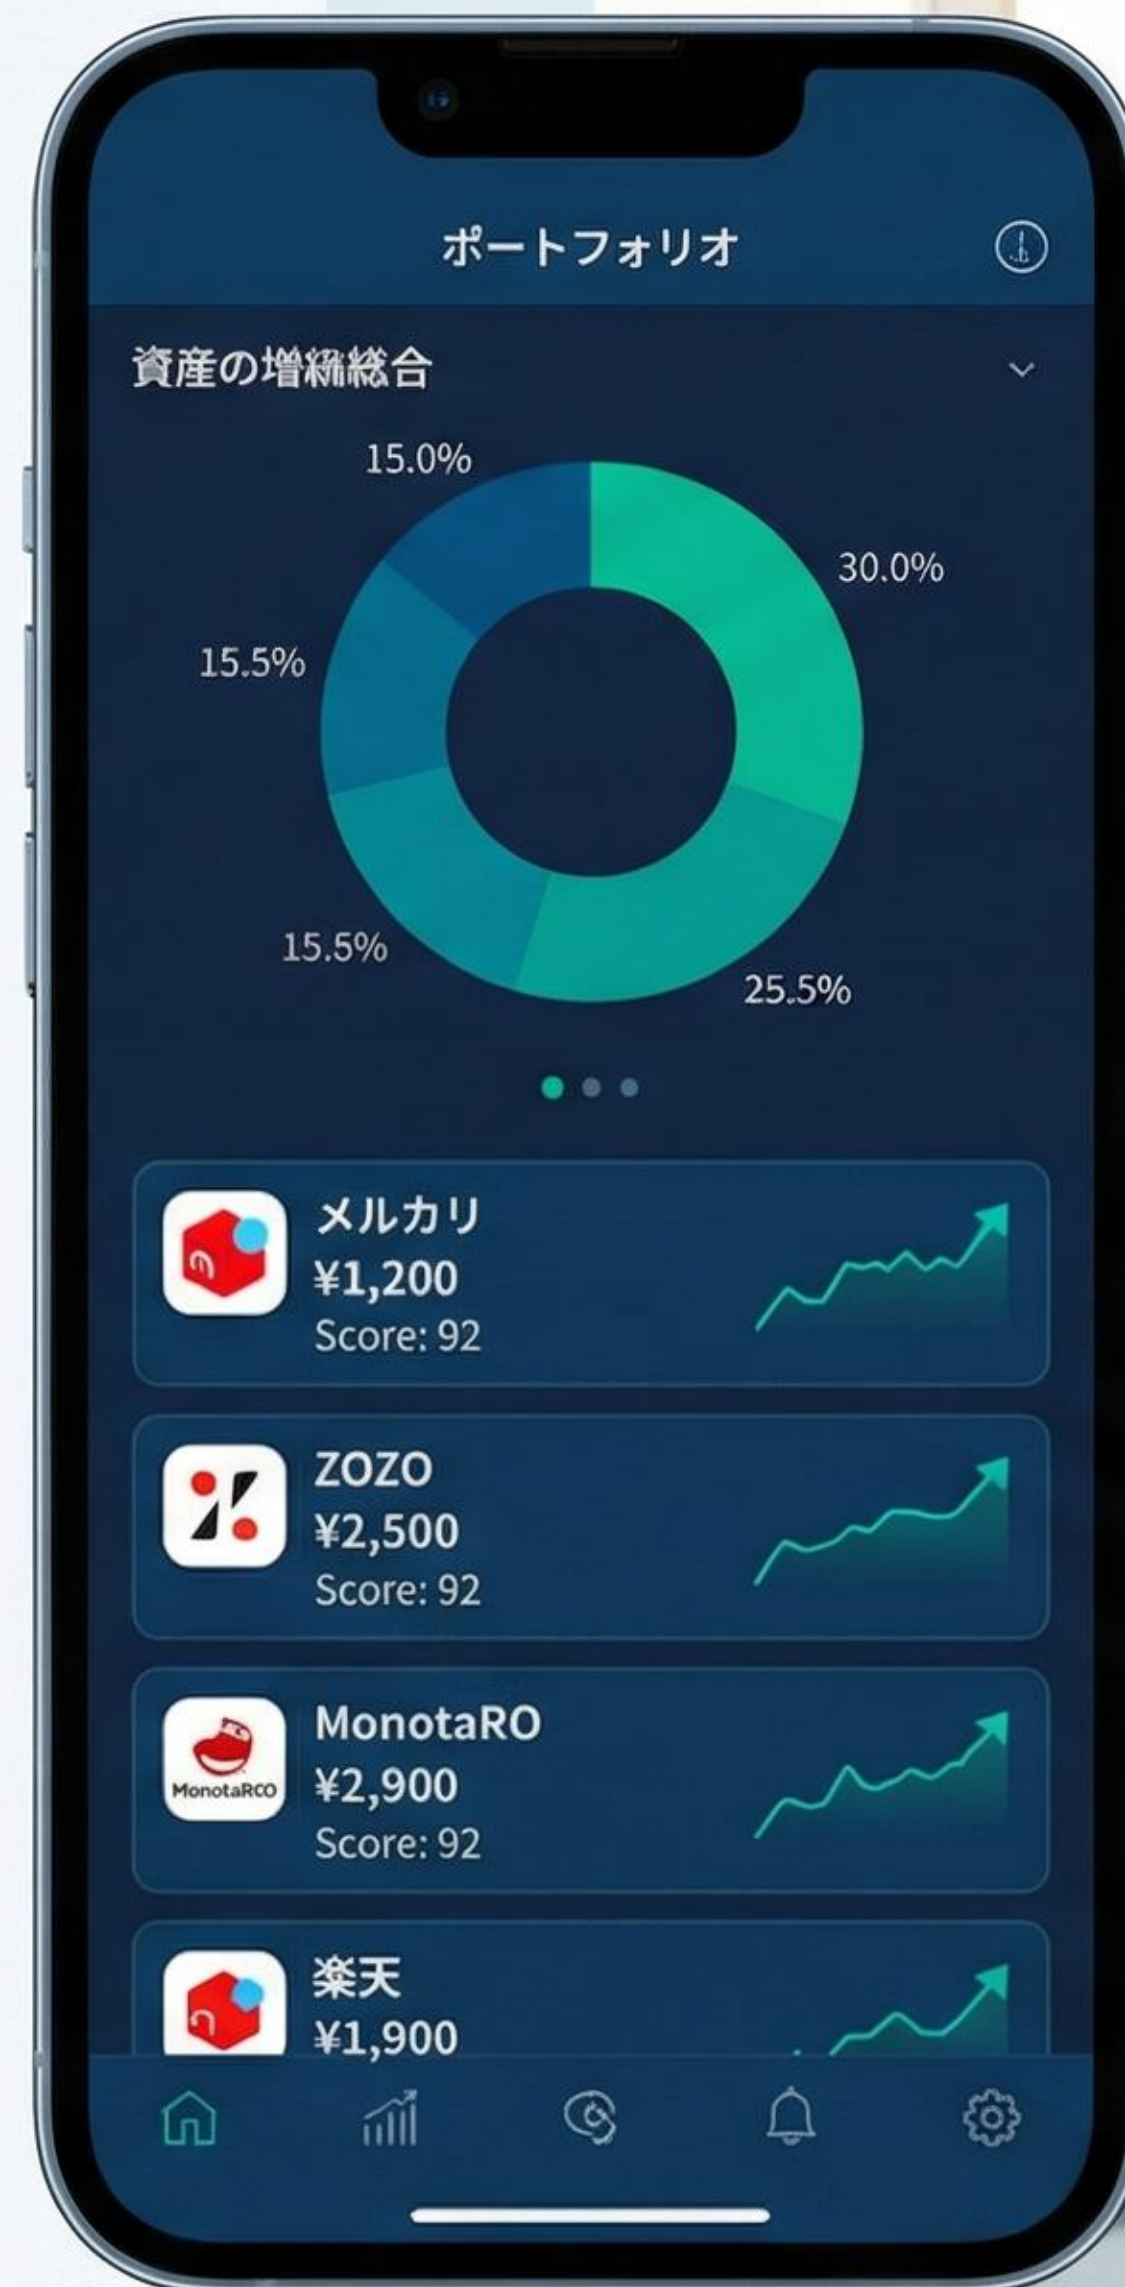 ポートフォリオ
資産の増 総合
15.0%
30.0%
15.5%
15.5%
25.5%
メルカリ
¥1,200
Score: 92
ZOZO
¥2,500
Score: 92
MonotaRO
¥2,900
Score: 92
MonotaRCO
楽天
¥1,900